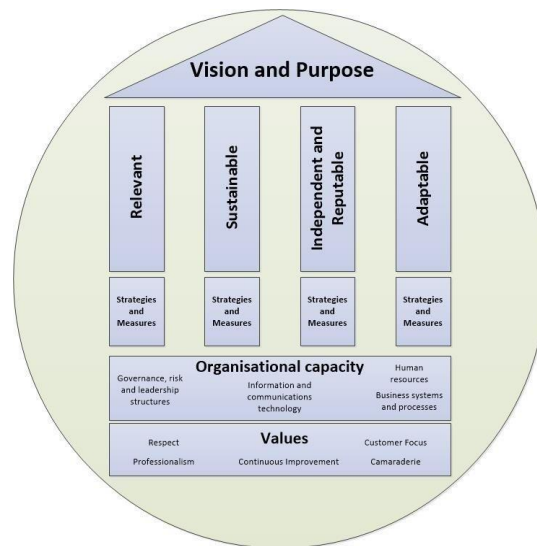 Vision and Purpose
Relevant
Sustainable
Independent and
Reputable
Adaptable
Strategies
and
Measures
Strategies
and
Measures
Strategies
and
Measures
Strategies
and
Measures
Organisational capacity
Governance, risk
and leadership
structures
Information and
communications
technology
Human
resources
Business systems
and processes
Values
Respect
Customer Focus
Professionalism
Continuous Improvement
Camaraderie